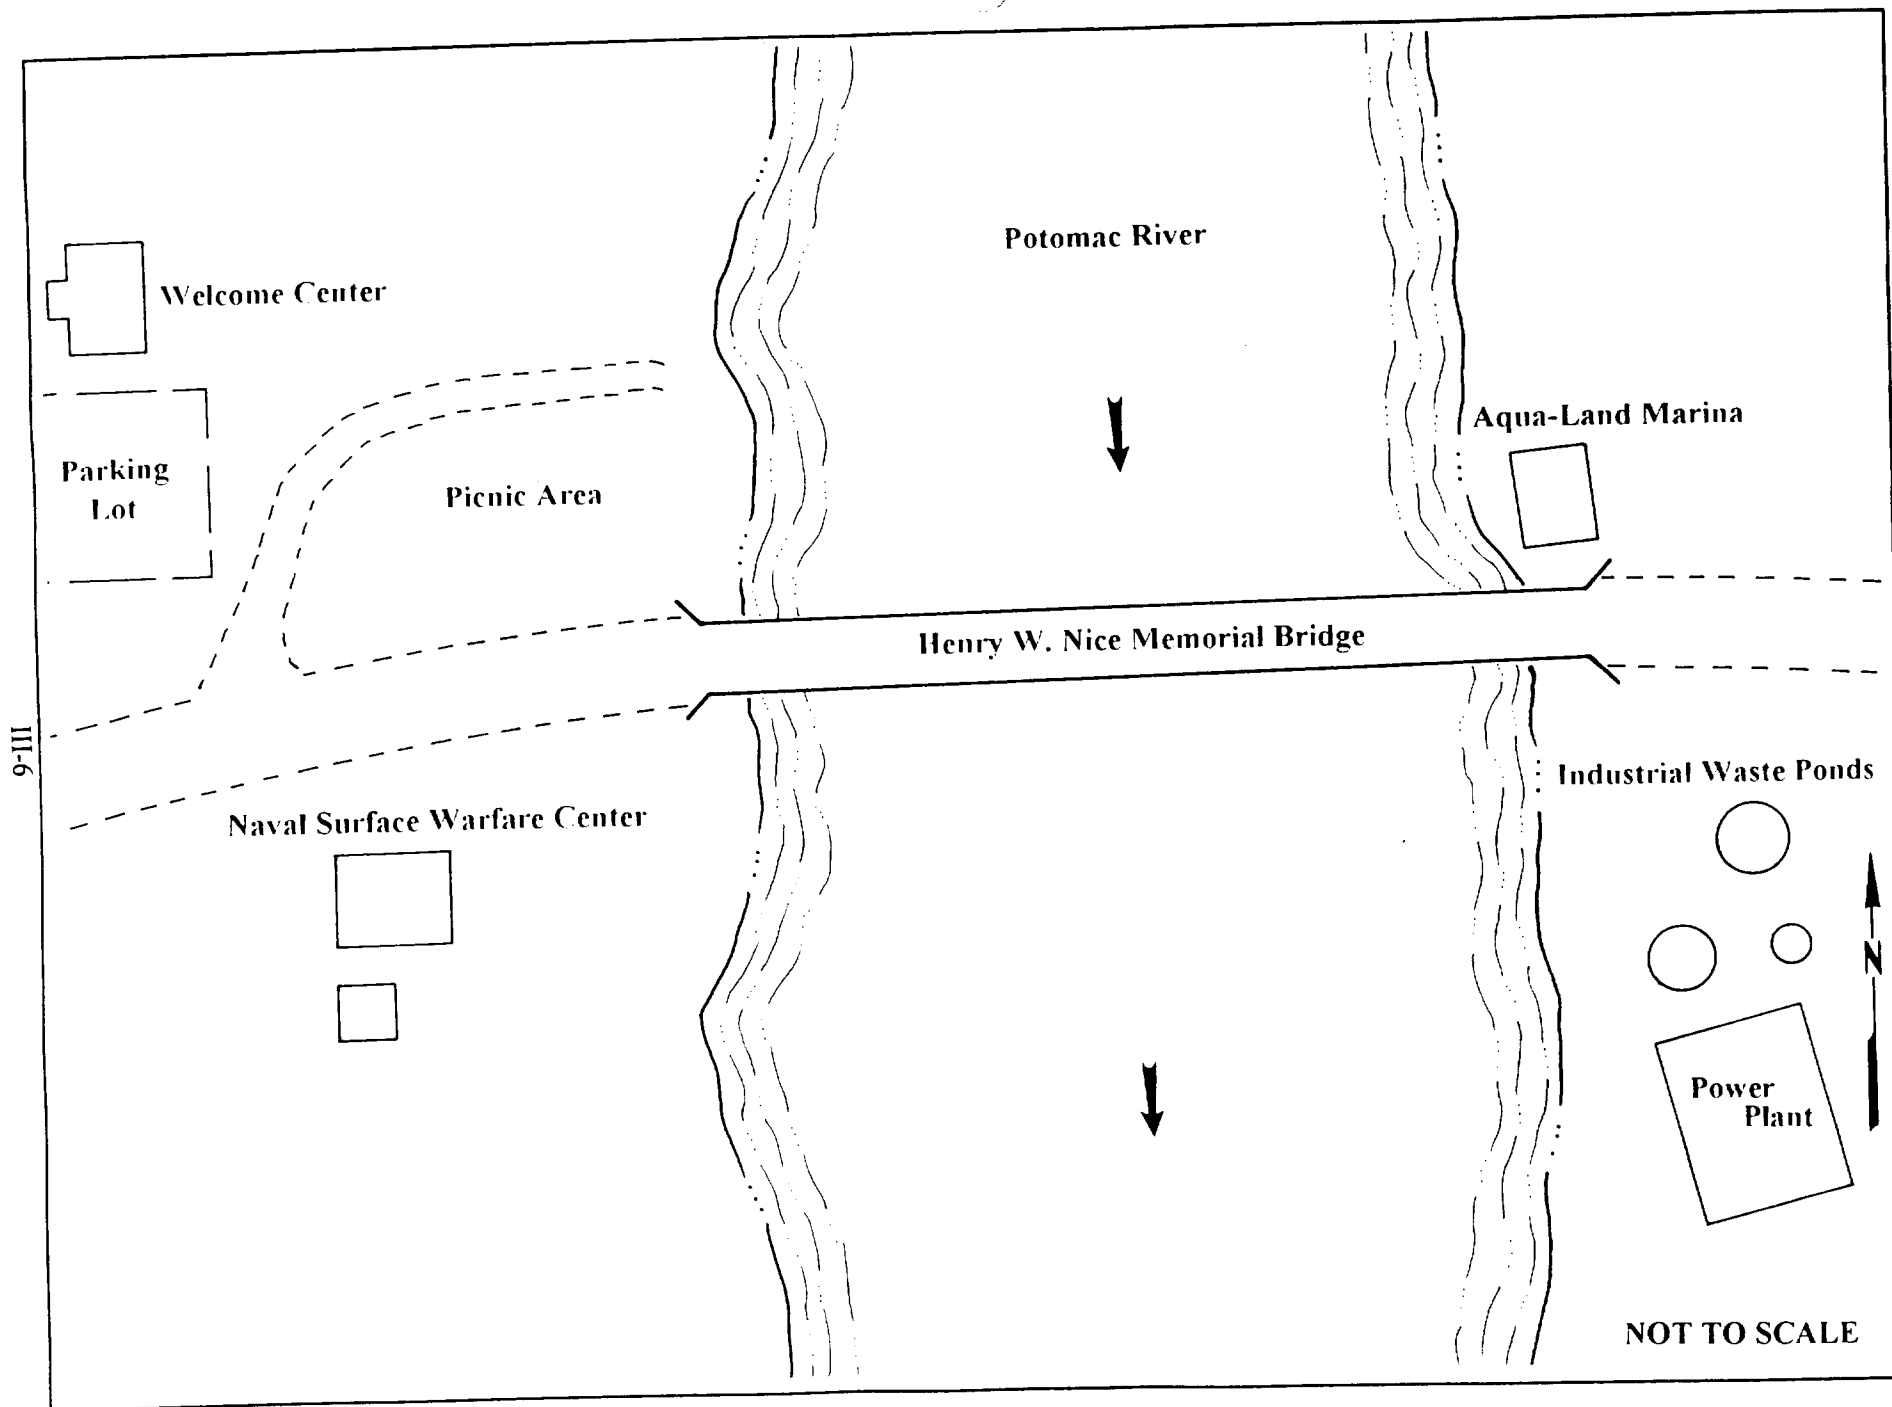 Potomac River
Welcome Center
Aqua-Land Marina
Parking
Lot
Picnic Area
Henry W. Nice Memorial Bridge
III-6
Industrial Waste Ponds
Naval Surface Warfare Center
N
Power
Plant
NOT TO SCALE